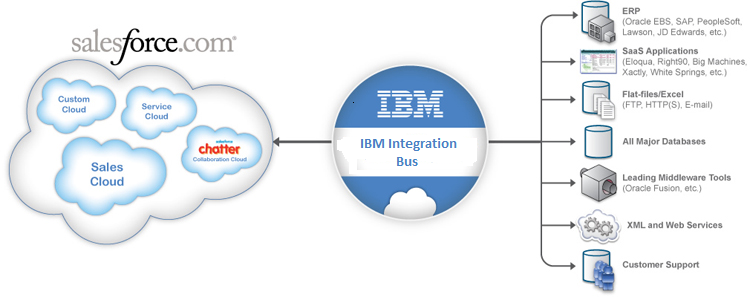 salesforce.com®
Custom
Cloud
Service
Cloud
salesforce
chatter
Collaboration Cloud
Sales
Cloud
IBM
IBM Integration
Bus
ERP
(Oracle EBS, SAP, PeopleSoft,
Lawson, JD Edwards, etc.)
SaaS Applications
(Eloqua, Right90, Big Machines,
Xactly, White Springs, etc.)
Flat-files/Excel
(FTP, HTTP(S), E-mail)
All Major Databases
Leading Middleware Tools
(Oracle Fusion, etc.)
XML and Web Services
Customer Support